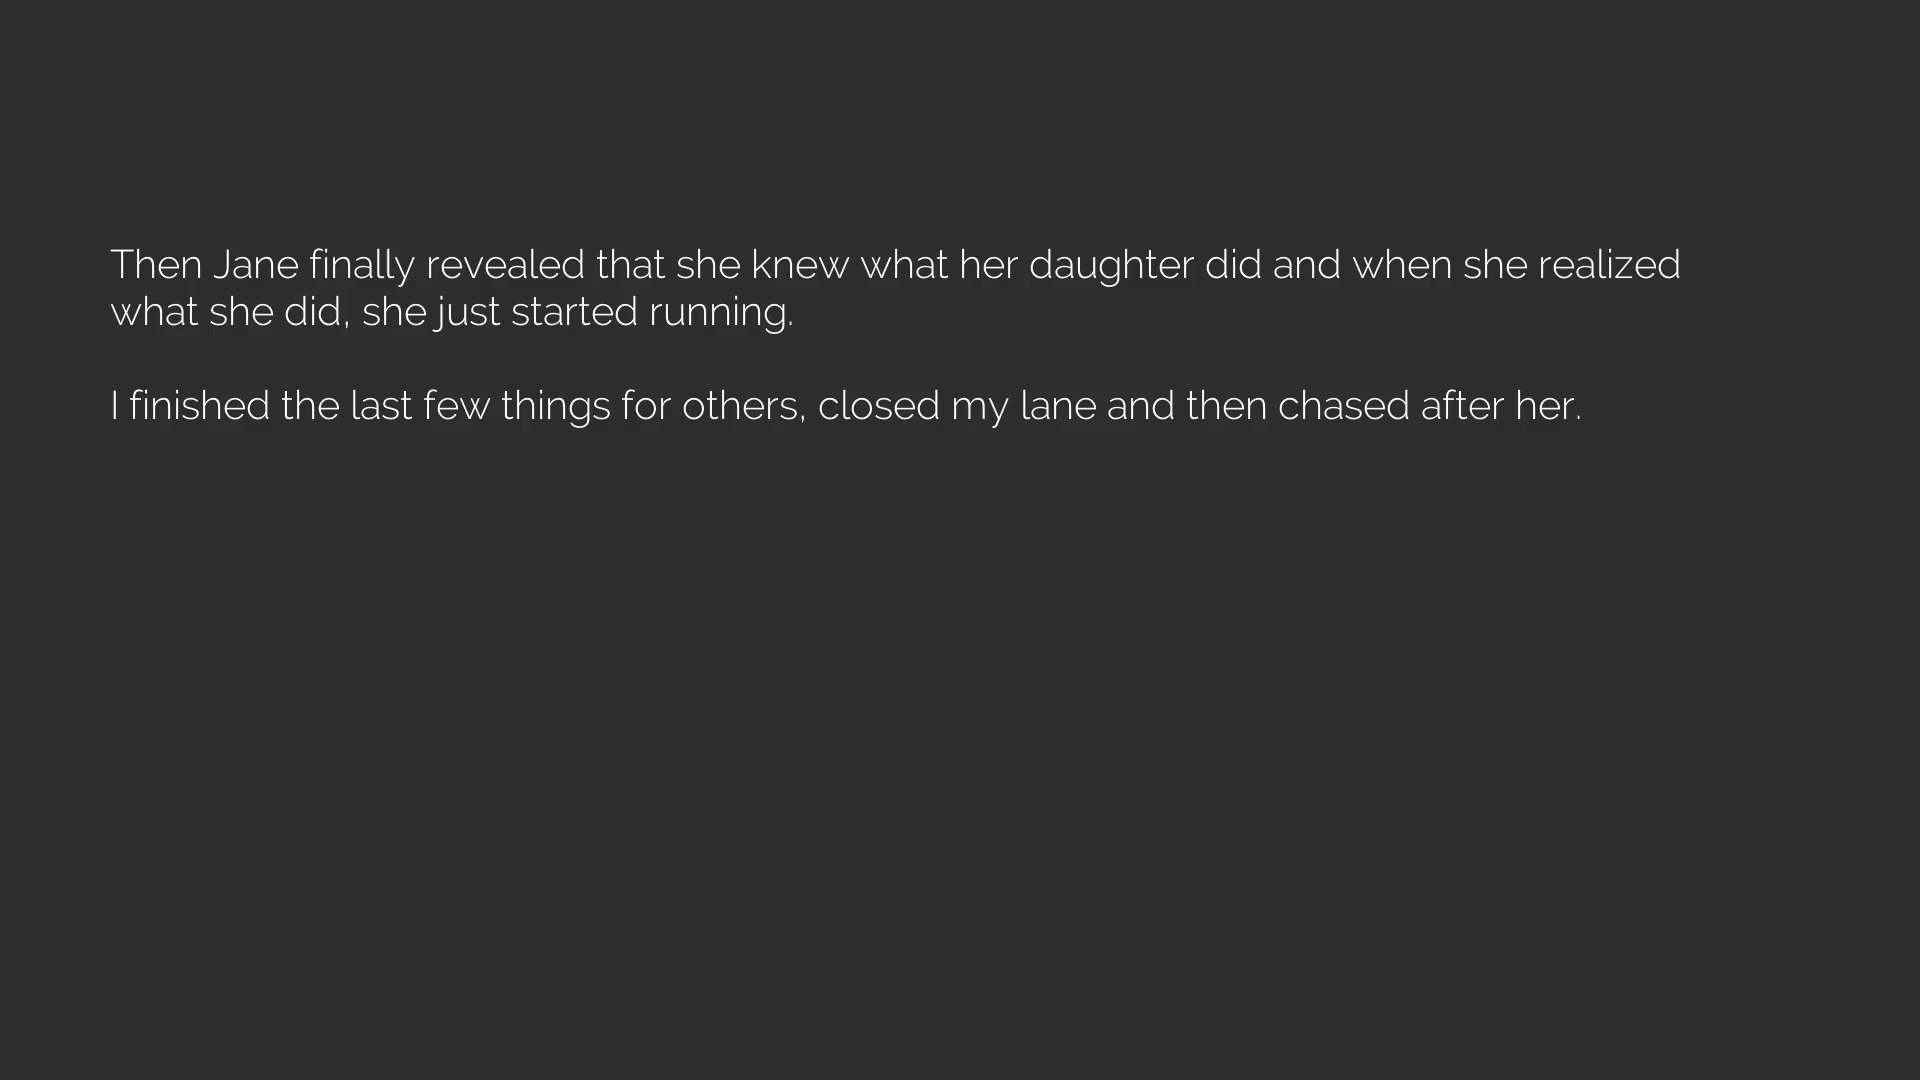 Then Jane finally revealed that she knew what her daughter did and when she realized
what she did, she just started running.
I finished the last few things for others, closed my lane and then chased after her.